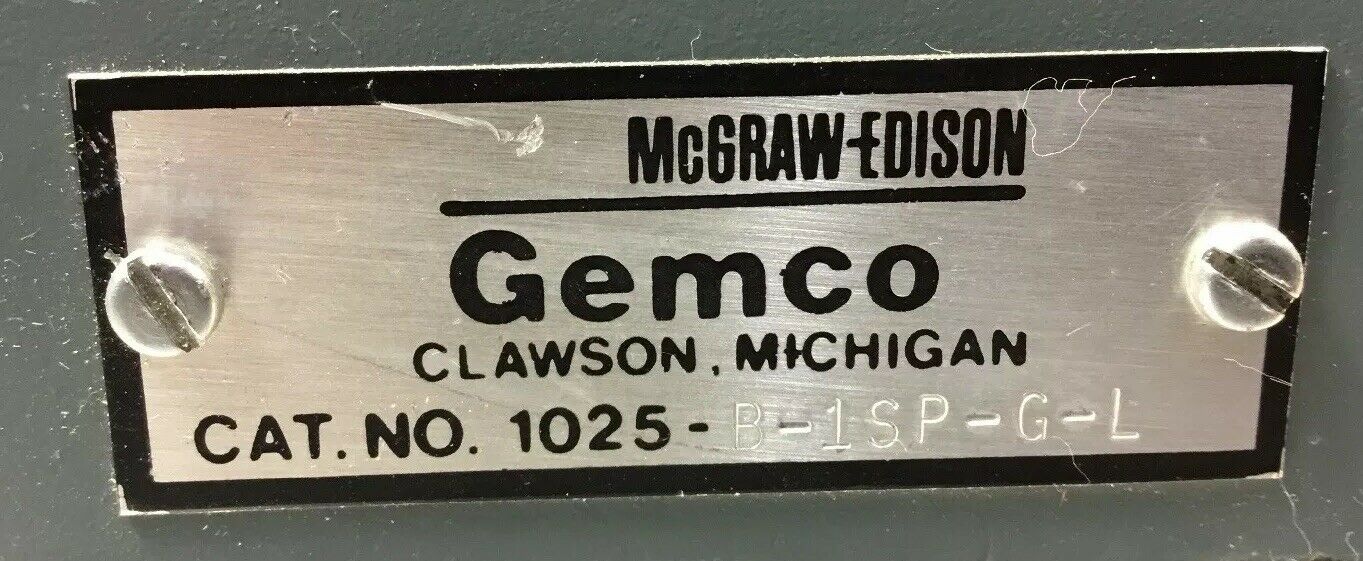 McGRAW-EDISON
Gemco
CLAWSON, MICHIGAN
CAT. NO. 1025-B-1SP-G-L